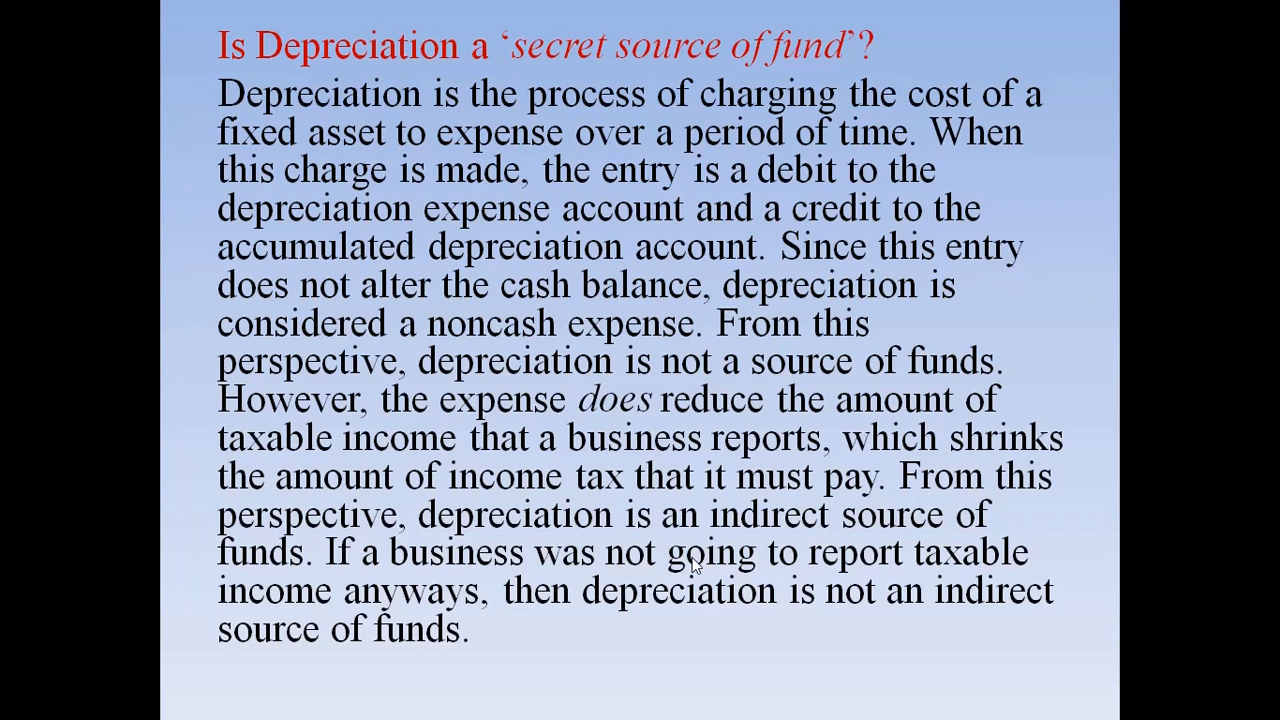 Is Depreciation a ‘secret source of fund’?
Depreciation is the process of charging the cost of a
fixed asset to expense over a period of time. When
this charge is made, the entry is a debit to the
depreciation expense account and a credit to the
accumulated depreciation account. Since this entry
does not alter the cash balance, depreciation is
considered a noncash expense. From this
perspective, depreciation is not a source of funds.
However, the expense does reduce the amount of
taxable income that a business reports, which shrinks
the amount of income tax that it must pay. From this
perspective, depreciation is an indirect source of
funds. If a business was not going to report taxable
income anyways, then depreciation is not an indirect
source of funds.